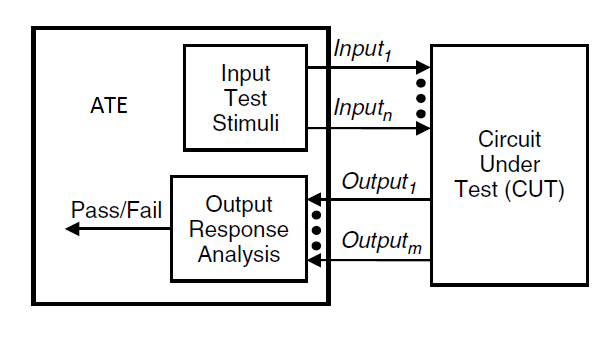 ATE
Input
Test
Stimuli
Input1
Inputn
Circuit
Under
Test (CUT)
Pass/Fail
Output
Response
Analysis
Output1
Outputm